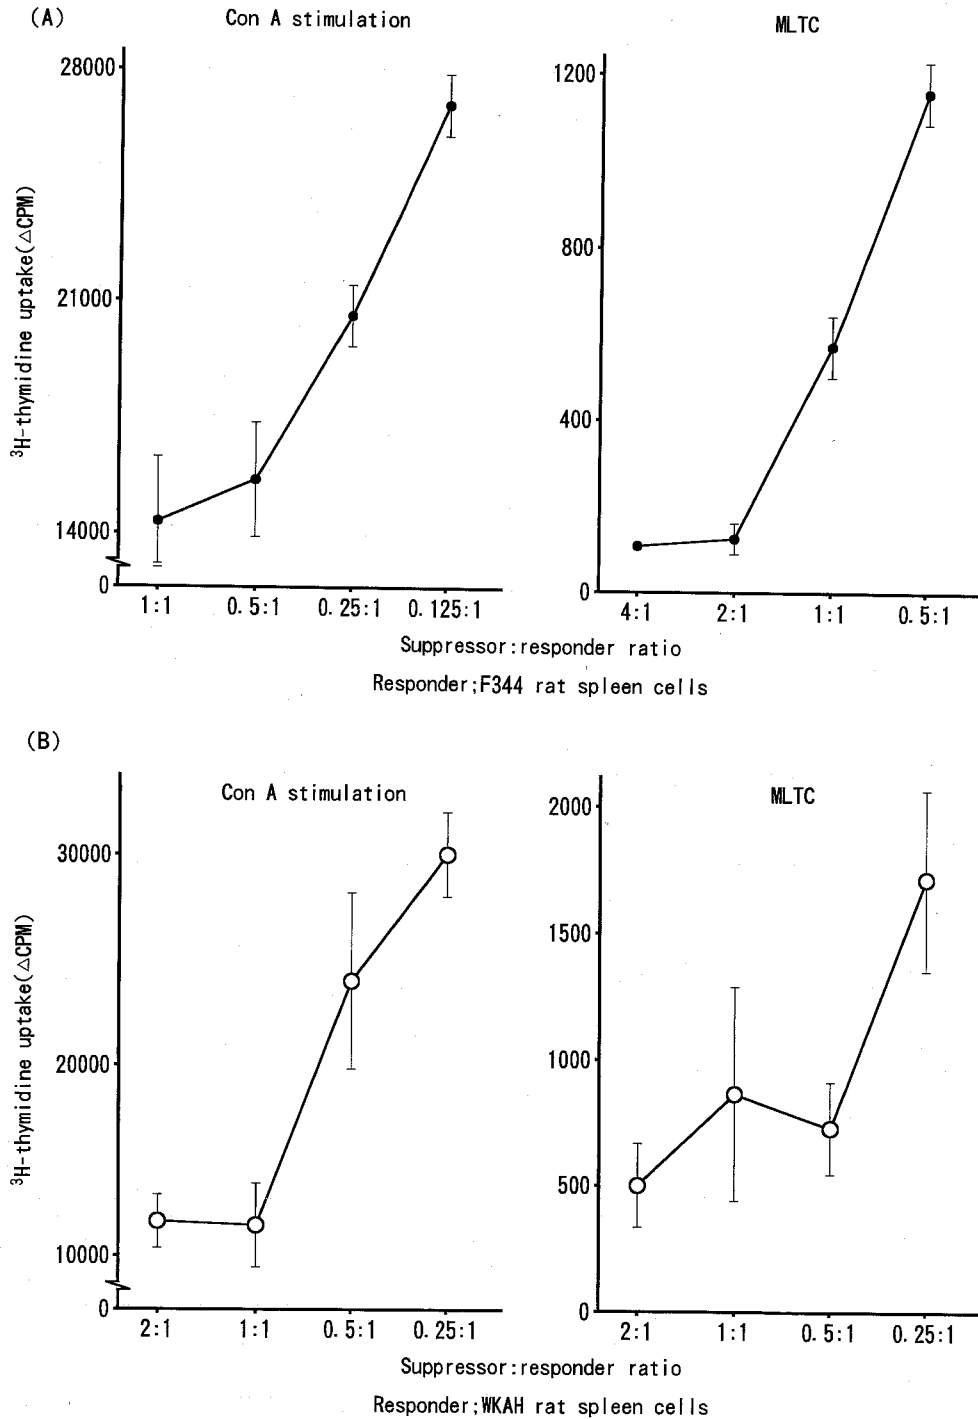 (A)
Con A stimulation
MLTC
28000
21000
14000
0
³H-thymidine uptake(△CPM)
1200
800
400
0
1:1 0.5:1 0.25:1 0.125:1
4:1 2:1 1:1 0.5:1
Suppressor:responder ratio
Responder;F344 rat spleen cells
(B)
Con A stimulation
MLTC
30000
20000
10000
0
³H-thymidine uptake(△CPM)
2000
1500
1000
500
0
2:1 1:1 0.5:1 0.25:1
2:1 1:1 0.5:1 0.25:1
Suppressor:responder ratio
Responder;WKAH rat spleen cells